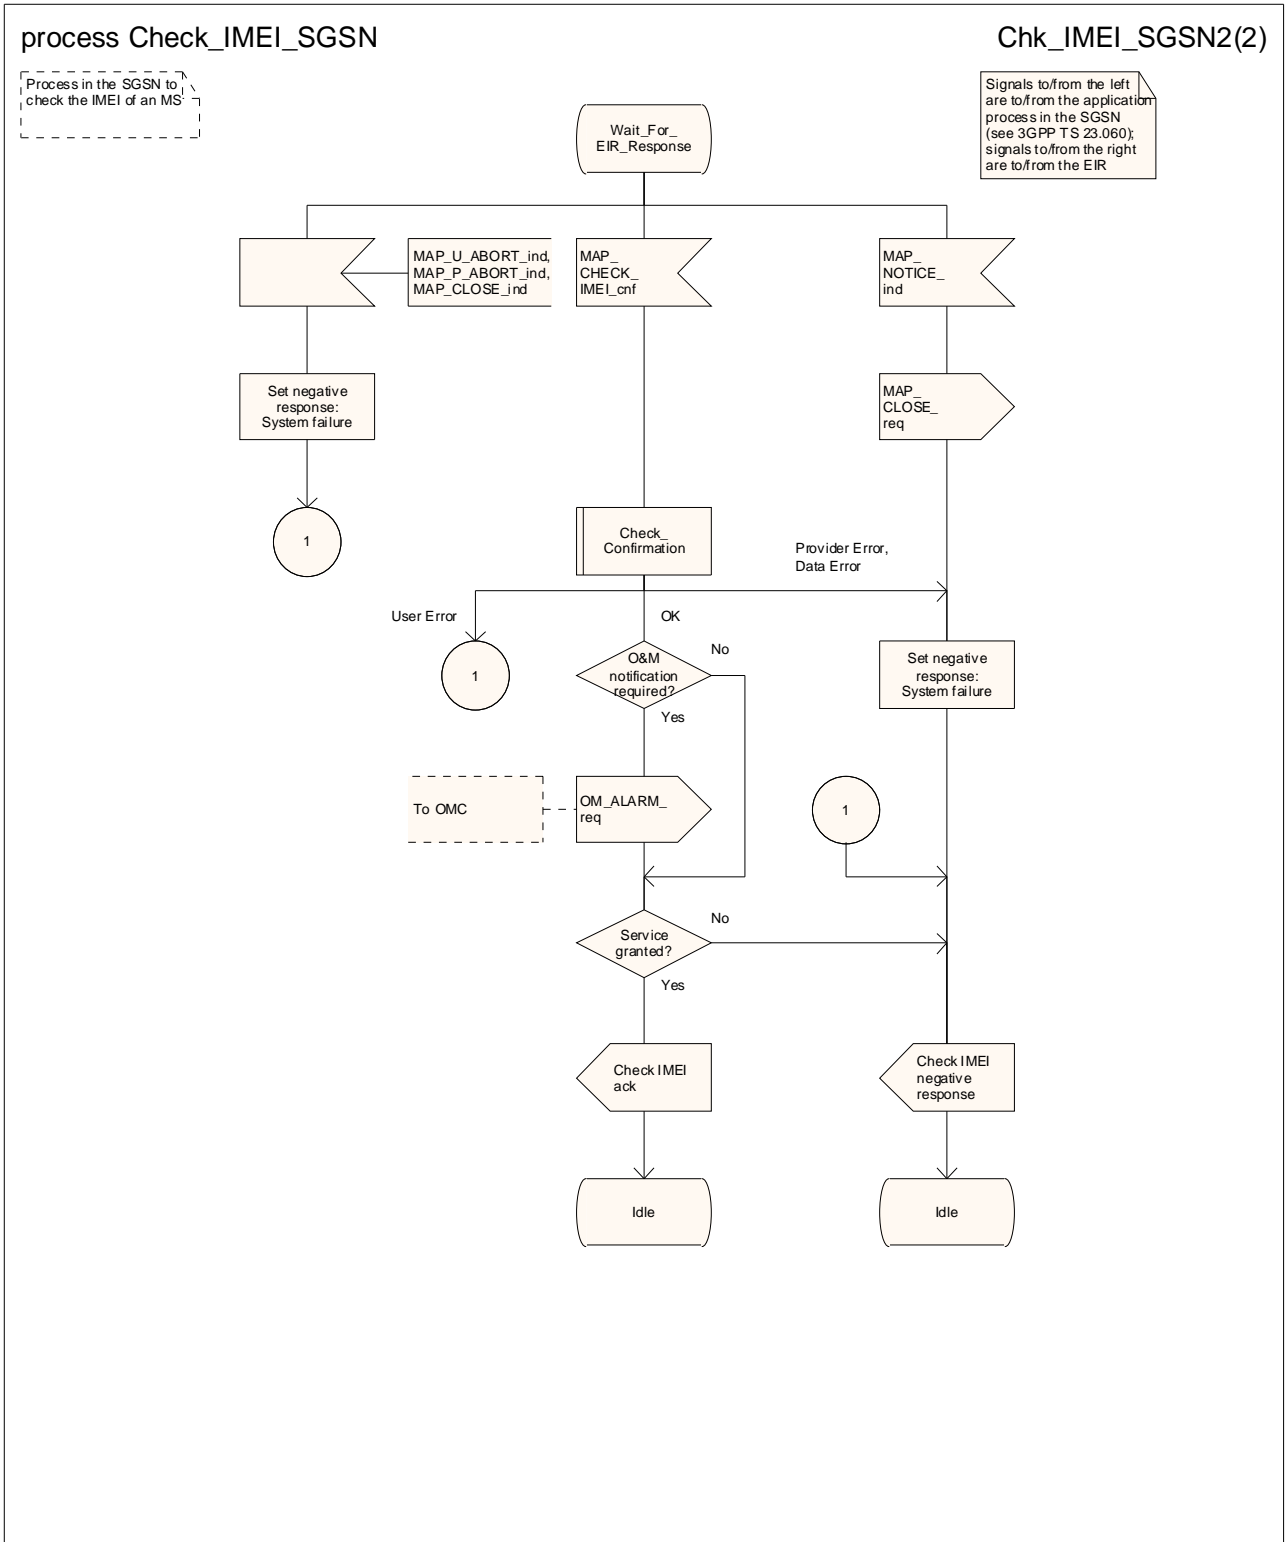 process Check_IMEI_SGSN
Chk_IMEI_SGSN2(2)
Process in the SGSN to
check the IMEI of an MS
Signals to/from the left
are to/from the application
process in the SGSN
(see 3GPP TS 23.060);
signals to/from the right
are to/from the EIR
Wait_For_
EIR_Response
MAP_U_ABORT_ind,
MAP_P_ABORT_ind,
MAP_CLOSE_ind
MAP_
CHECK_
IMEI_cnf
MAP_
NOTICE_
ind
Set negative
response:
System failure
MAP_
CLOSE_
req
1
Check_
Confirmation
Provider Error,
Data Error
User Error
OK
1
O&M
notification
required?
No
Yes
Set negative
response:
System failure
To OMC
OM_ALARM_
req
1
Service
granted?
No
Yes
Check IMEI
ack
Check IMEI
negative
response
Idle
Idle